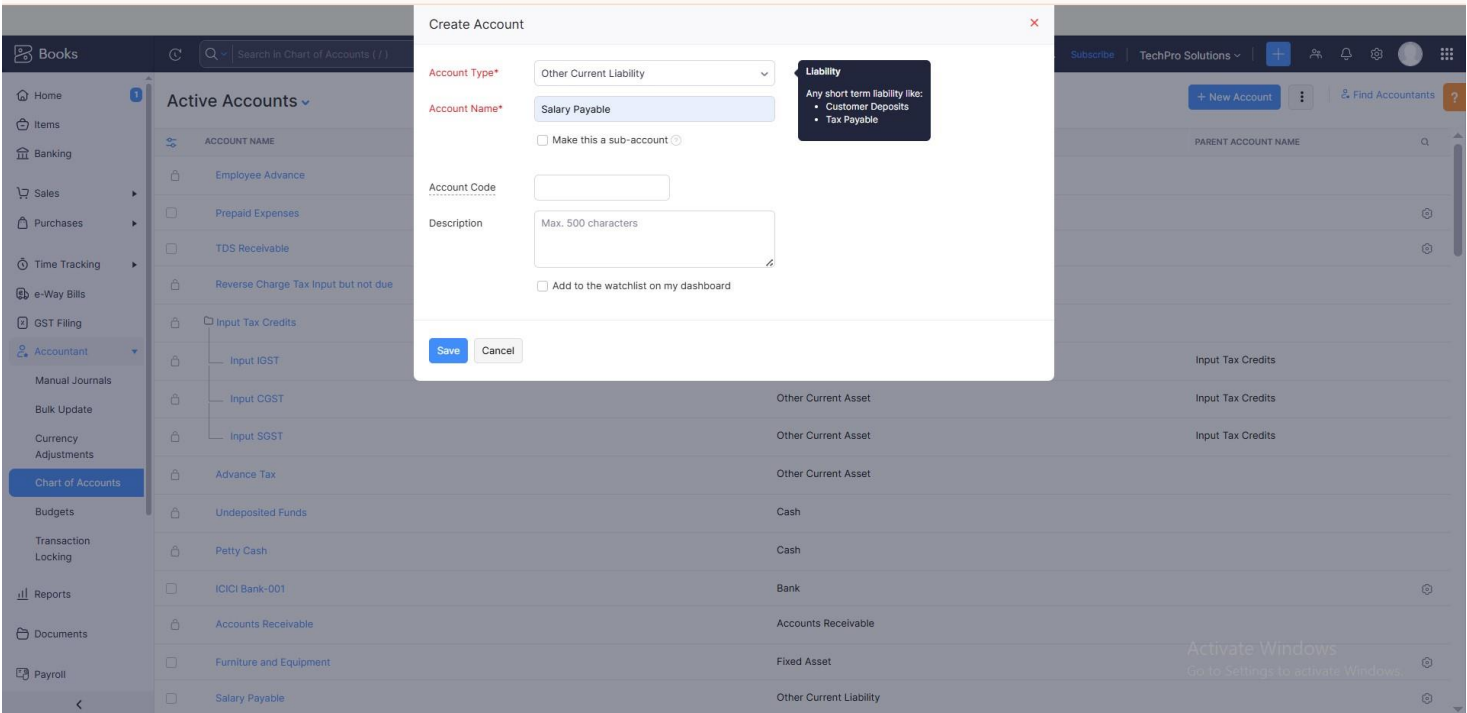 Create Account
Books
Search in Chart of Accounts ( / )
Subscribe
TechPro Solutions
Account Type*
Other Current Liability
Liability
Any short term liability like:
• Customer Deposits
• Tax Payable
Account Name*
Salary Payable
Make this a sub-account
Account Code
Description
Max. 500 characters
Add to the watchlist on my dashboard
Save
Cancel
Home
1
Items
Banking
Sales
Purchases
Time Tracking
e-Way Bills
GST Filing
Accountant
Manual Journals
Bulk Update
Currency
Adjustments
Chart of Accounts
Budgets
Transaction
Locking
Reports
Documents
Payroll
Active Accounts
+ New Account
Find Accountants
?
ACCOUNT NAME
PARENT ACCOUNT NAME
Employee Advance
Prepaid Expenses
TDS Receivable
Reverse Charge Tax Input but not due
Input Tax Credits
Input IGST Input Tax Credits
Input CGST Other Current Asset Input Tax Credits
Input SGST Other Current Asset Input Tax Credits
Advance Tax Other Current Asset
Undeposited Funds Cash
Petty Cash Cash
ICICI Bank-001 Bank
Accounts Receivable Accounts Receivable
Furniture and Equipment Fixed Asset
Salary Payable Other Current Liability
Activate Windows
Go to Settings to activate Windows.